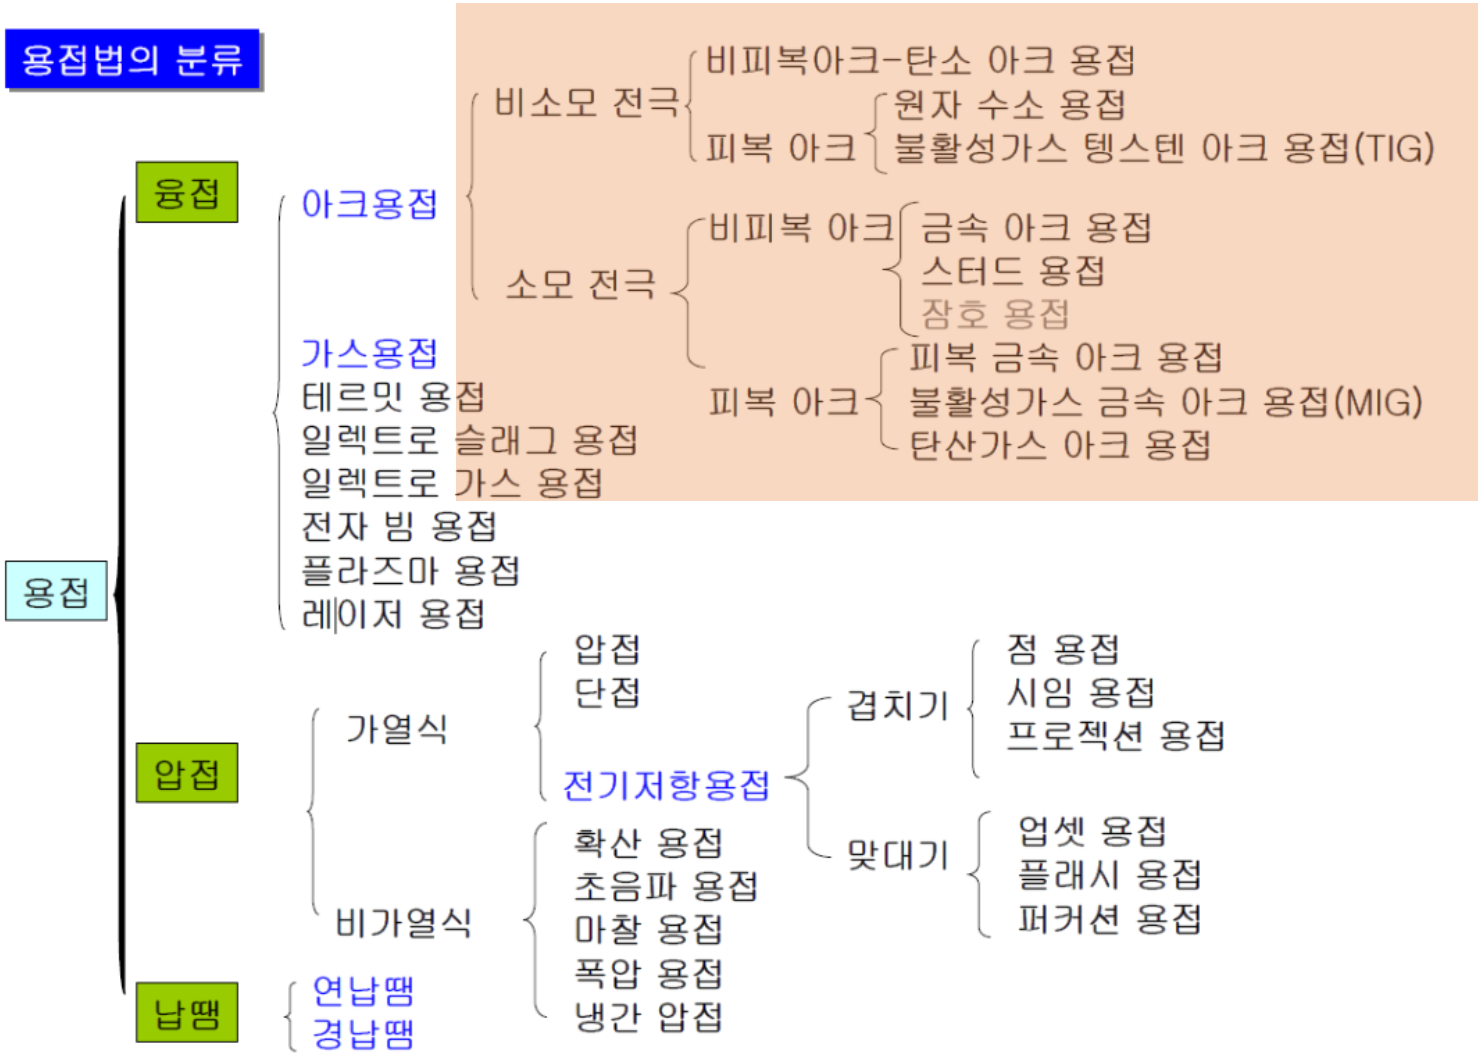 용접법의 분류
비피복아크-탄소 아크 용접
비소모 전극
원자 수소 용접
피복 아크
불활성가스 텡스텐 아크 용접(TIG)
융접
아크용접
비피복 아크
금속 아크 용접
스터드 용접
소모 전극
잠호 용접
가스용접
피복 금속 아크 용접
테르밋 용접
피복 아크
불활성가스 금속 아크 용접(MIG)
일렉트로 슬래그 용접
탄산가스 아크 용접
일렉트로 가스 용접
전자 빔 용접
플라즈마 용접
용접
레이저 용접
압접
점 용접
단접
시임 용접
가열식
겹치기
프로젝션 용접
압접
전기저항용접
확산 용접
업셋 용접
맞대기
초음파 용접
플래시 용접
비가열식
마찰 용접
퍼커션 용접
폭압 용접
연납땜
냉간 압접
납땜
경납땜